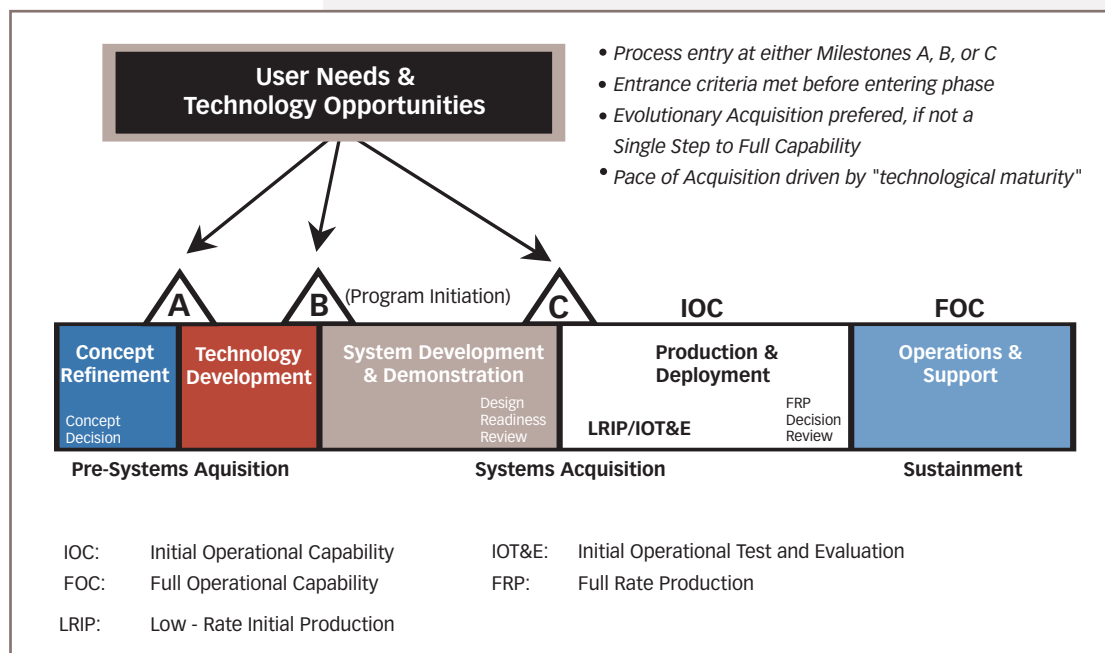 User Needs &
Technology Opportunities
• Process entry at either Milestones A, B, or C
• Entrance criteria met before entering phase
• Evolutionary Acquisition prefered, if not a
Single Step to Full Capability
• Pace of Acquisition driven by "technological maturity"
A
B
(Program Initiation)
C
IOC
FOC
Concept
Refinement
Concept
Decision
Technology
Development
System Development
& Demonstration
Design
Readiness
Review
Production &
Deployment
LRIP/IOT&E
FRP
Decision
Review
Operations &
Support
Pre-Systems Aquisition
Systems Acquisition
Sustainment
IOC: Initial Operational Capability
FOC: Full Operational Capability
LRIP: Low - Rate Initial Production
IOT&E: Initial Operational Test and Evaluation
FRP: Full Rate Production